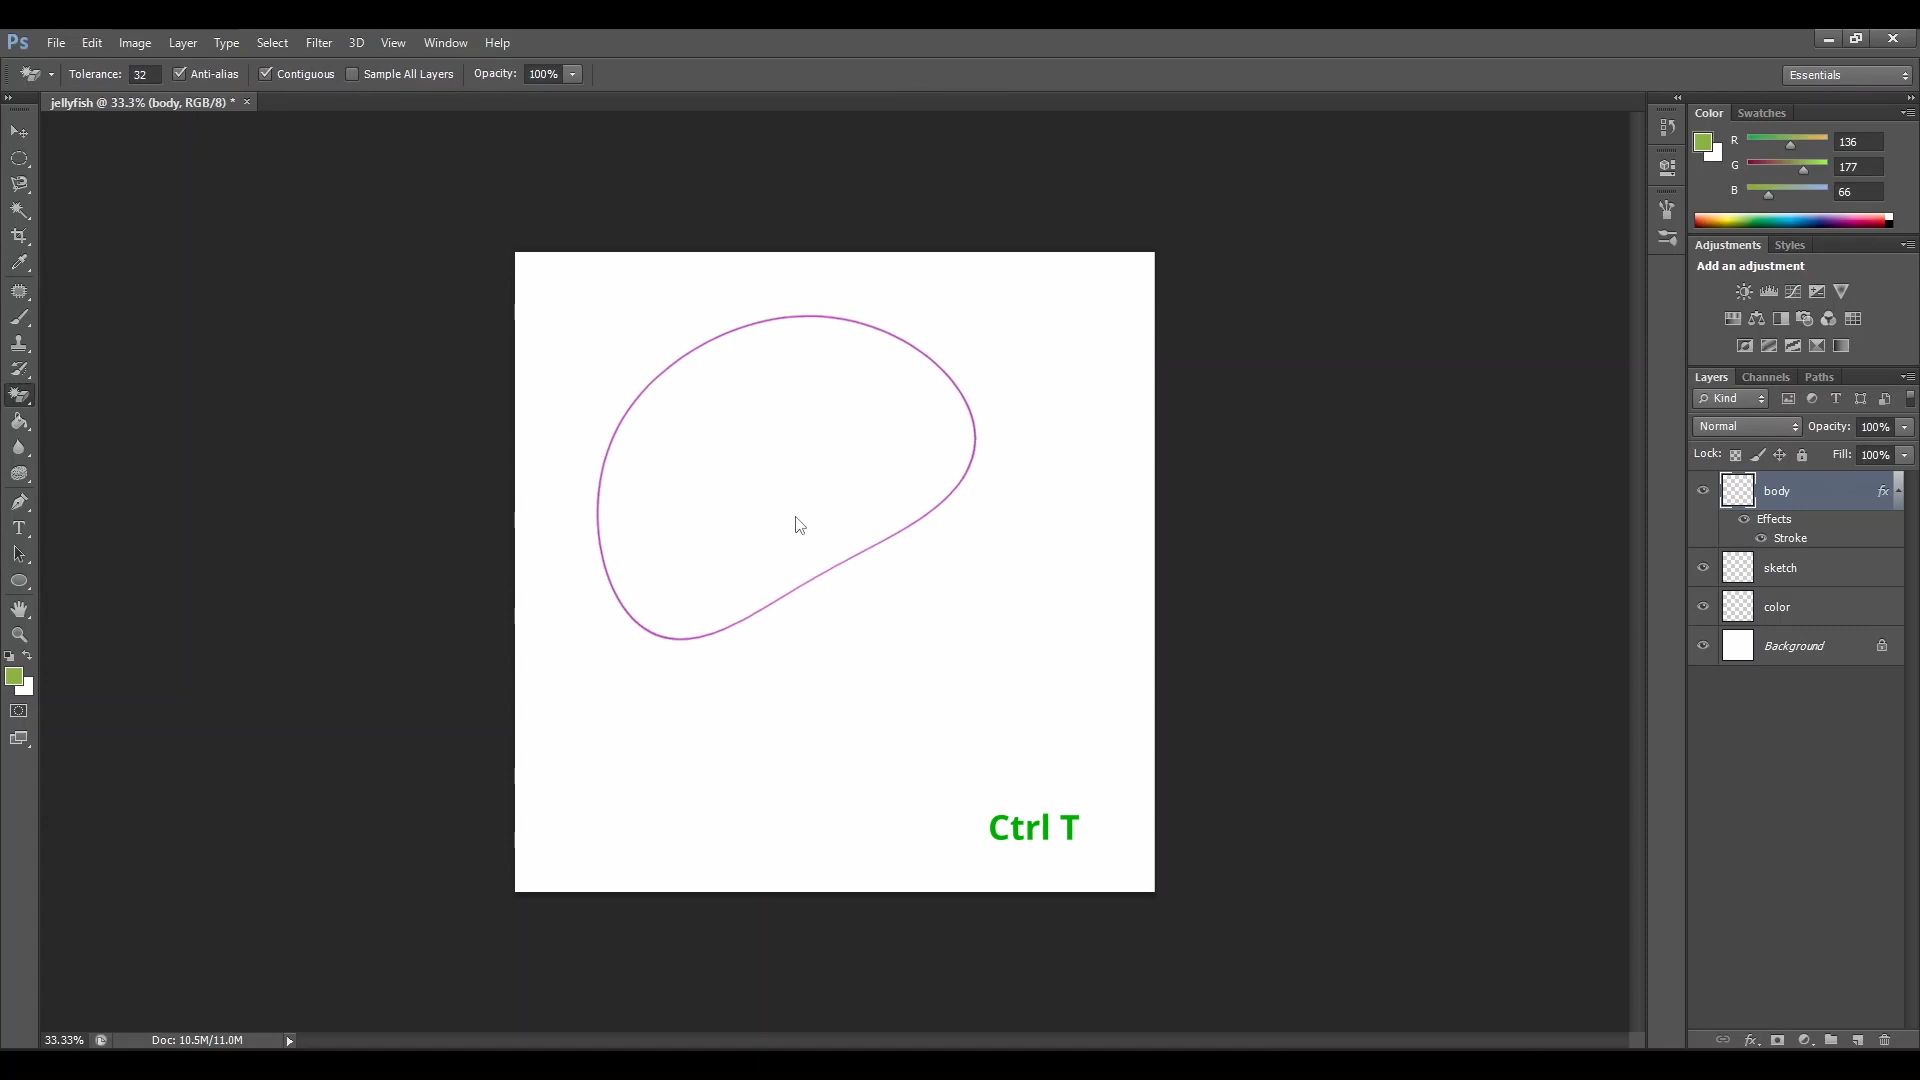 Ps File Edit Image Layer Type Select Filter 3D View Window Help
Tolerance: 32 Anti-alias Contiguous Sample All Layers Opacity: 100% Essentials
jellyfish @ 33.3% (body, RGB/8) * ×
Color Swatches
R 136
G 177
B 66
Adjustments Styles
Add an adjustment
Layers Channels Paths
Kind
Normal Opacity: 100%
Lock: Fill: 100%
body fx
Effects
Stroke
sketch
color
Background
Ctrl T
33.33% Doc: 10.5M/11.0M